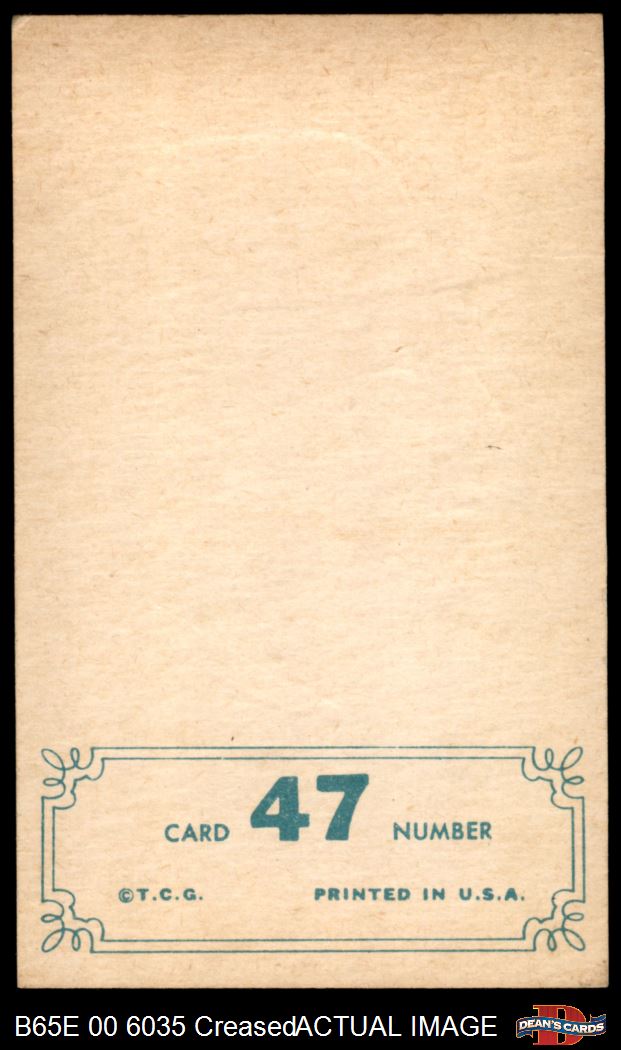 CARD 47 NUMBER
©T.C.G. PRINTED IN U.S.A.
B65E 00 6035 CreasedACTUAL IMAGE
D
DEAN'S CARDS